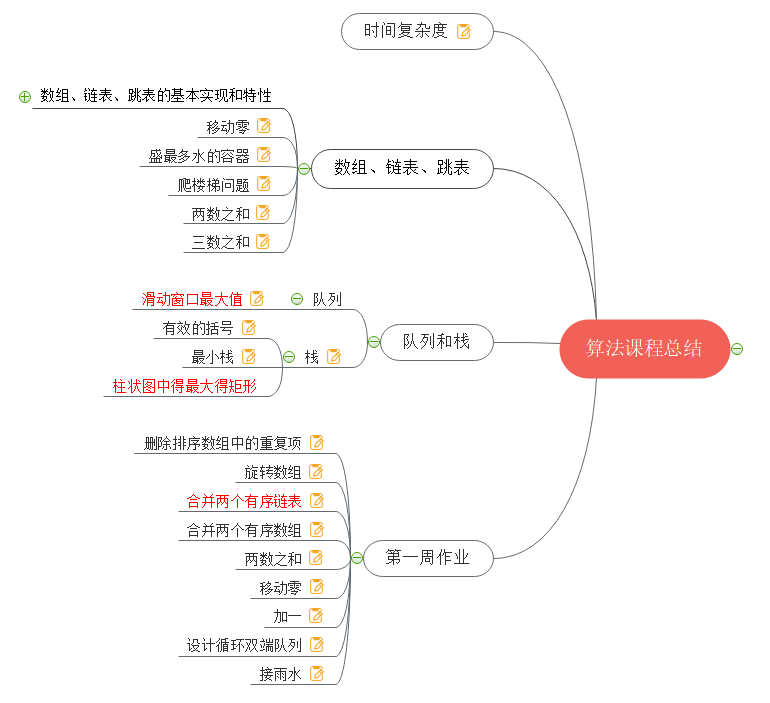 时间复杂度
数组、链表、跳表的基本实现和特性
移动零
盛最多水的容器
爬楼梯问题
两数之和
三数之和
数组、链表、跳表
滑动窗口最大值
队列
有效的括号
最小栈
栈
柱状图中得最大得矩形
队列和栈
算法课程总结
删除排序数组中的重复项
旋转数组
合并两个有序链表
合并两个有序数组
两数之和
移动零
加一
设计循环双端队列
接雨水
第一周作业